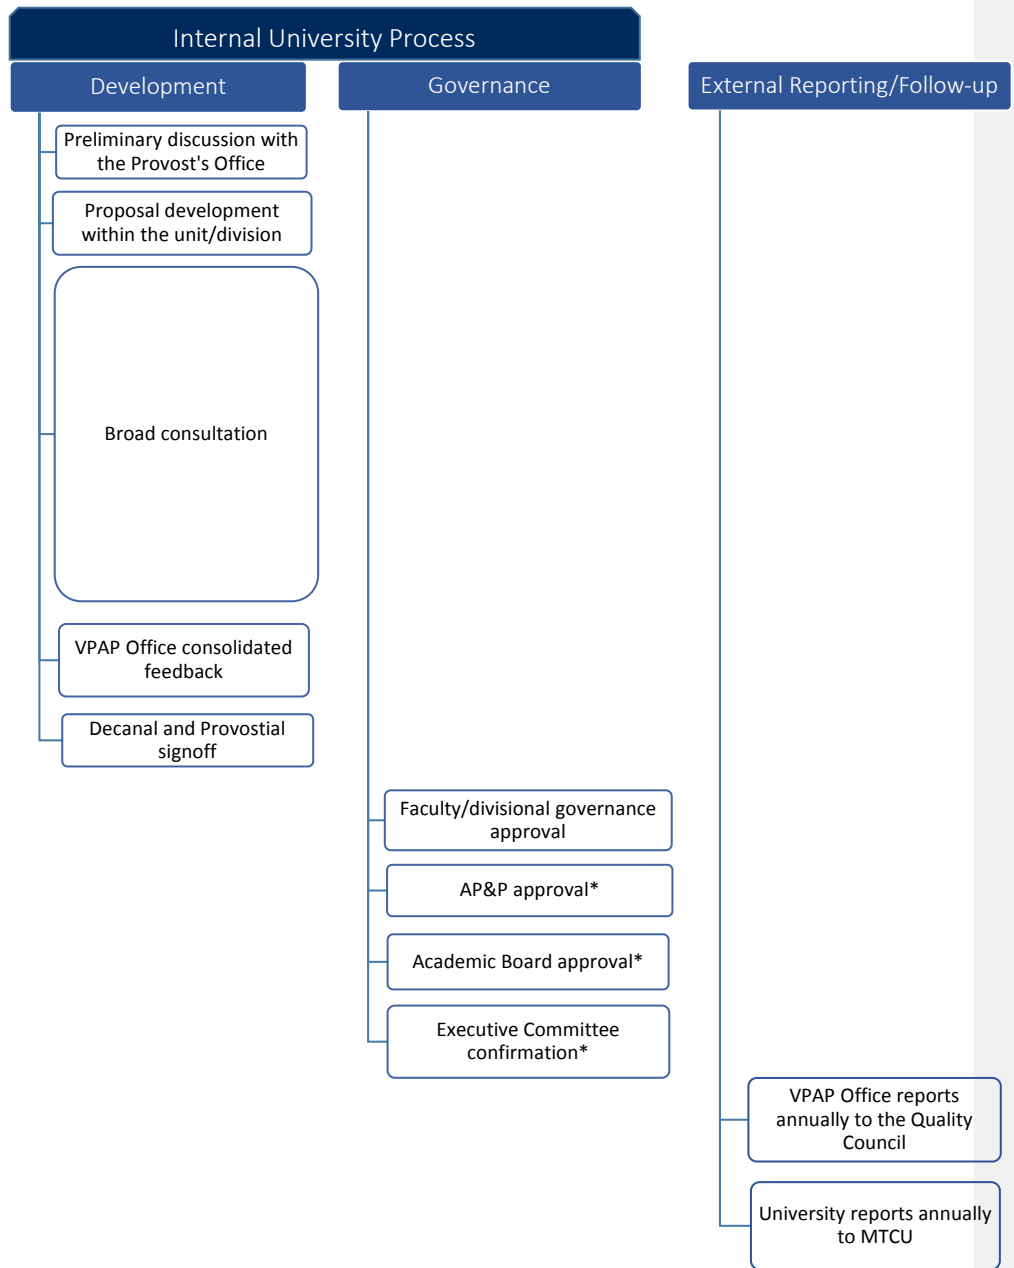 Internal University Process
Development
Governance
External Reporting/Follow-up
Preliminary discussion with
the Provost's Office
Proposal development
within the unit/division
Broad consultation
VPAP Office consolidated
feedback
Decanal and Provostial
signoff
Faculty/divisional governance
approval
AP&P approval*
Academic Board approval*
Executive Committee
confirmation*
VPAP Office reports
annually to the Quality
Council
University reports annually
to MTCU